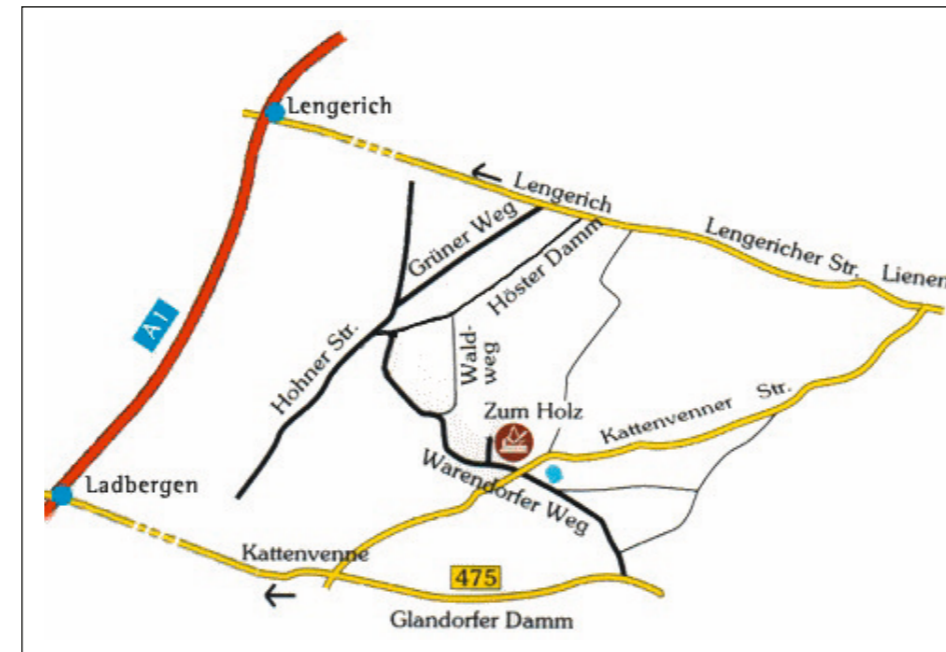 Lengerich
Lengerich
Lengericher Str.
Lienen
Grüner Weg
Höster Damm
A1
Hohner Str.
Wald-
weg
Zum Holz
Kattenvenner Str.
Warendorfer Weg
Ladbergen
Kattenvenne
475
Glandorfer Damm